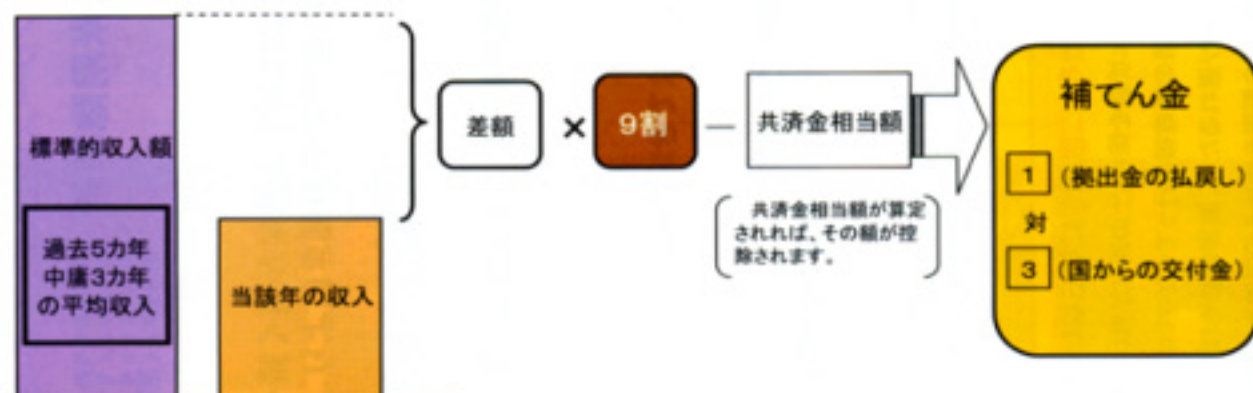 標準的収入額
過去5カ年
中庸3カ年
の平均収入
当該年の収入
差額
×
9割
―
共済金相当額
共済金相当額が算定
されれば、その額が控
除されます。
補てん金
1 (拠出金の払戻し)
対
3 (国からの交付金)